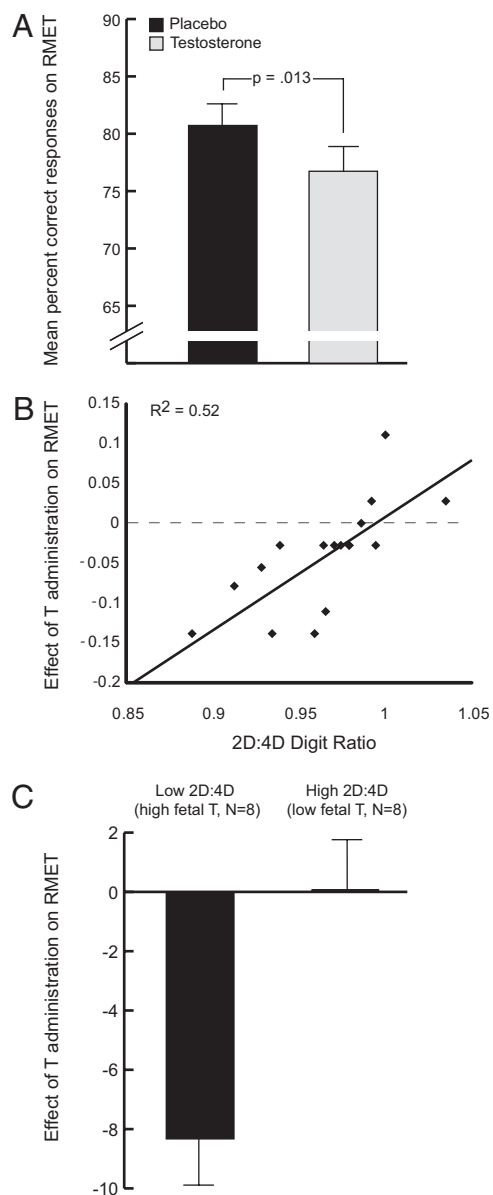 A
Mean percent correct responses on RMET
90
85
80
75
70
65
Placebo
Testosterone
p = .013
B
Effect of T administration on RMET
0.15
0.1
0.05
0
-0.05
-0.1
-0.15
-0.2
R2 = 0.52
0.85
0.9
0.95
1
1.05
2D:4D Digit Ratio
C
Low 2D:4D
(high fetal T, N=8)
High 2D:4D
(low fetal T, N=8)
Effect of T administration on RMET
2
0
-2
-4
-6
-8
-10